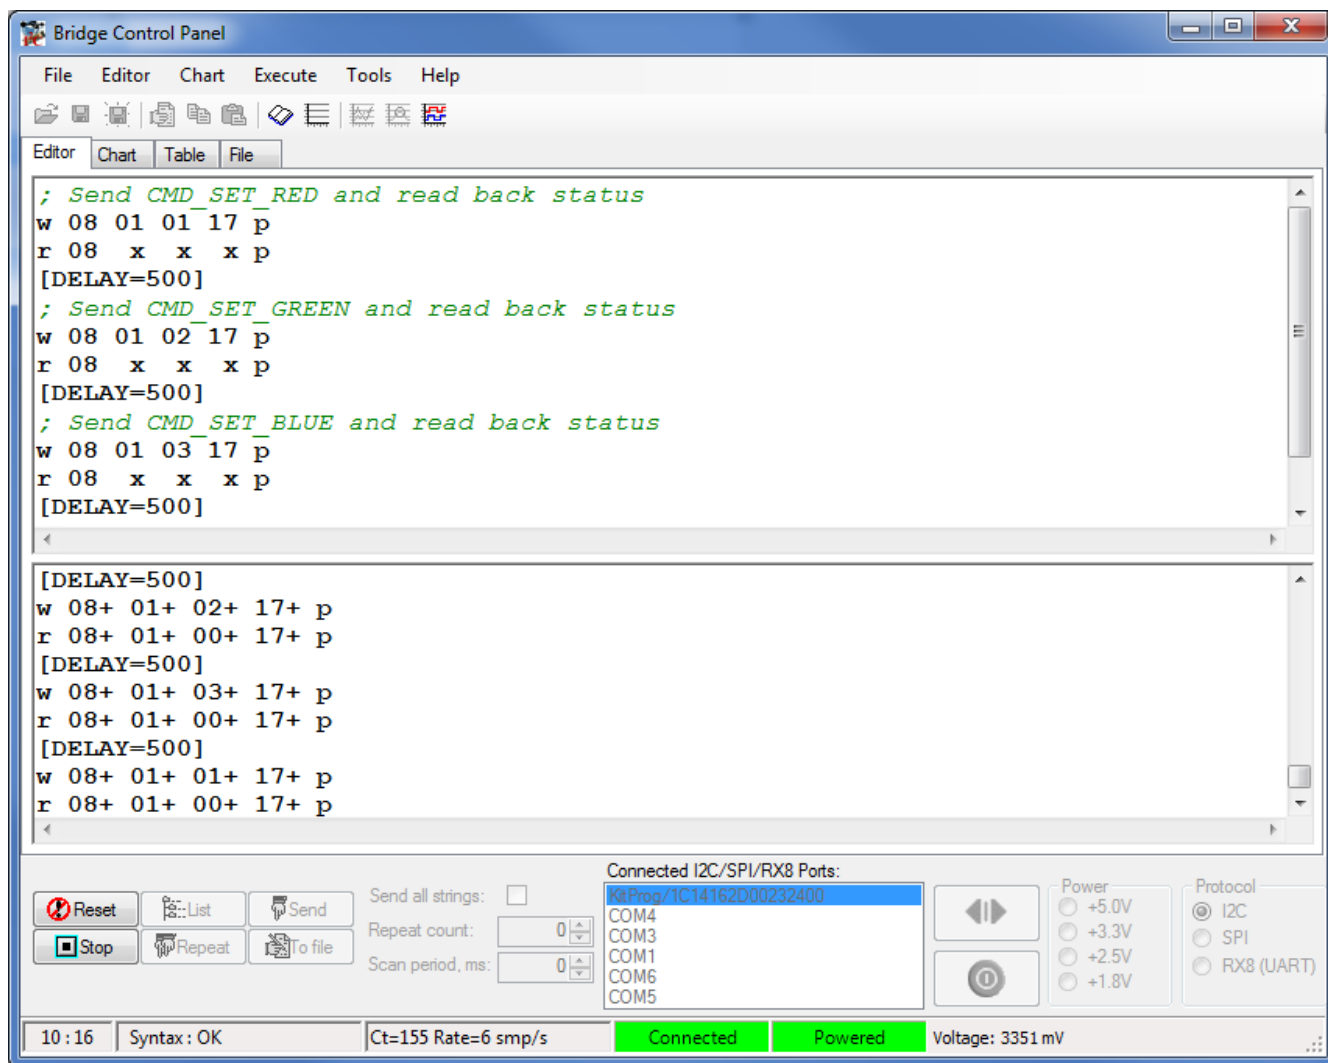 Bridge Control Panel
File Editor Chart Execute Tools Help
Editor Chart Table File
; Send CMD_SET_RED and read back status
w 08 01 01 17 p
r 08 x x x p
[DELAY=500]
; Send CMD_SET_GREEN and read back status
w 08 01 02 17 p
r 08 x x x p
[DELAY=500]
; Send CMD_SET_BLUE and read back status
w 08 01 03 17 p
r 08 x x x p
[DELAY=500]
[DELAY=500]
w 08+ 01+ 02+ 17+ p
r 08+ 01+ 00+ 17+ p
[DELAY=500]
w 08+ 01+ 03+ 17+ p
r 08+ 01+ 00+ 17+ p
[DELAY=500]
w 08+ 01+ 01+ 17+ p
r 08+ 01+ 00+ 17+ p
Reset List Send
Stop Repeat To file
Send all strings:
Repeat count: 0
Scan period, ms: 0
Connected I2C/SPI/RX8 Ports:
KitProg/1C14162D00232400
COM4
COM3
COM1
COM6
COM5
Power
+5.0V
+3.3V
+2.5V
+1.8V
Protocol
I2C
SPI
RX8 (UART)
10 : 16 Syntax : OK Ct=155 Rate=6 smp/s Connected Powered Voltage: 3351 mV